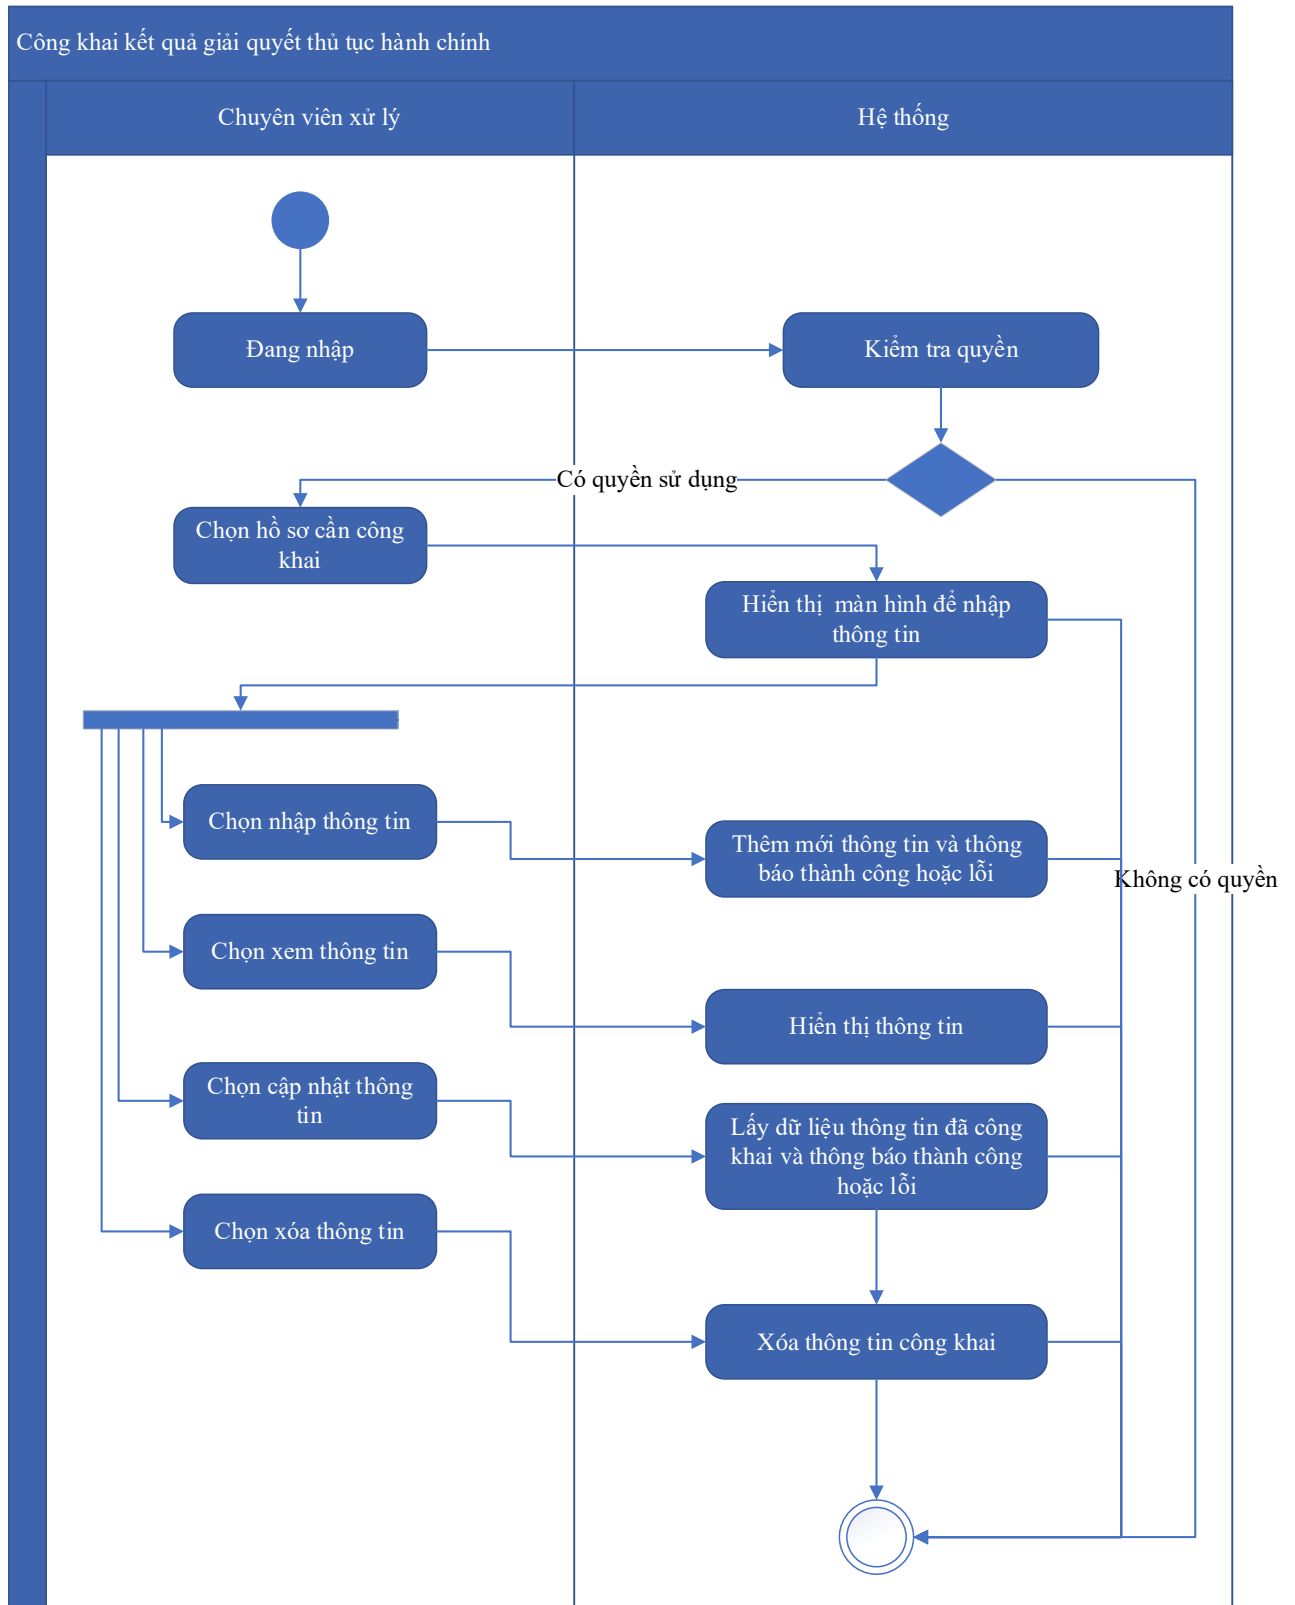 Công khai kết quả giải quyết thủ tục hành chính
Chuyên viên xử lý
Hệ thống
Đang nhập
Kiểm tra quyền
Có quyền sử dụng
Chọn hồ sơ cần công
khai
Hiển thị màn hình để nhập
thông tin
Chọn nhập thông tin
Thêm mới thông tin và thông
báo thành công hoặc lỗi
Không có quyền
Chọn xem thông tin
Hiển thị thông tin
Chọn cập nhật thông
tin
Lấy dữ liệu thông tin đã công
khai và thông báo thành công
hoặc lỗi
Chọn xóa thông tin
Xóa thông tin công khai